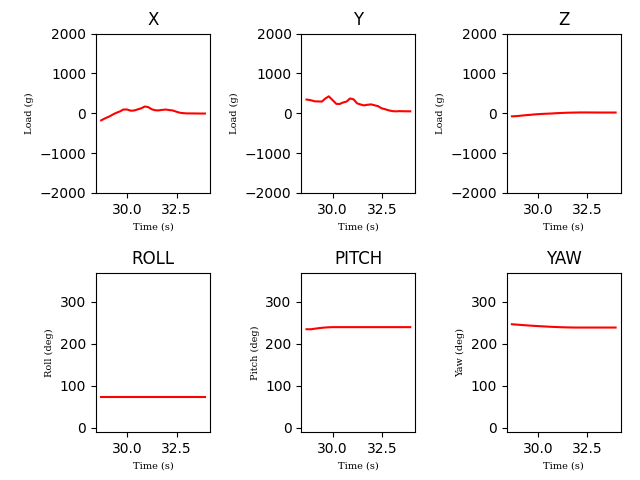 X
Y
Z
2000
1000
0
−1000
−2000
Load (g)
30.0
32.5
Time (s)
2000
1000
0
−1000
−2000
Load (g)
30.0
32.5
Time (s)
2000
1000
0
−1000
−2000
Load (g)
30.0
32.5
Time (s)
ROLL
PITCH
YAW
300
200
100
0
Roll (deg)
30.0
32.5
Time (s)
300
200
100
0
Pitch (deg)
30.0
32.5
Time (s)
300
200
100
0
Yaw (deg)
30.0
32.5
Time (s)